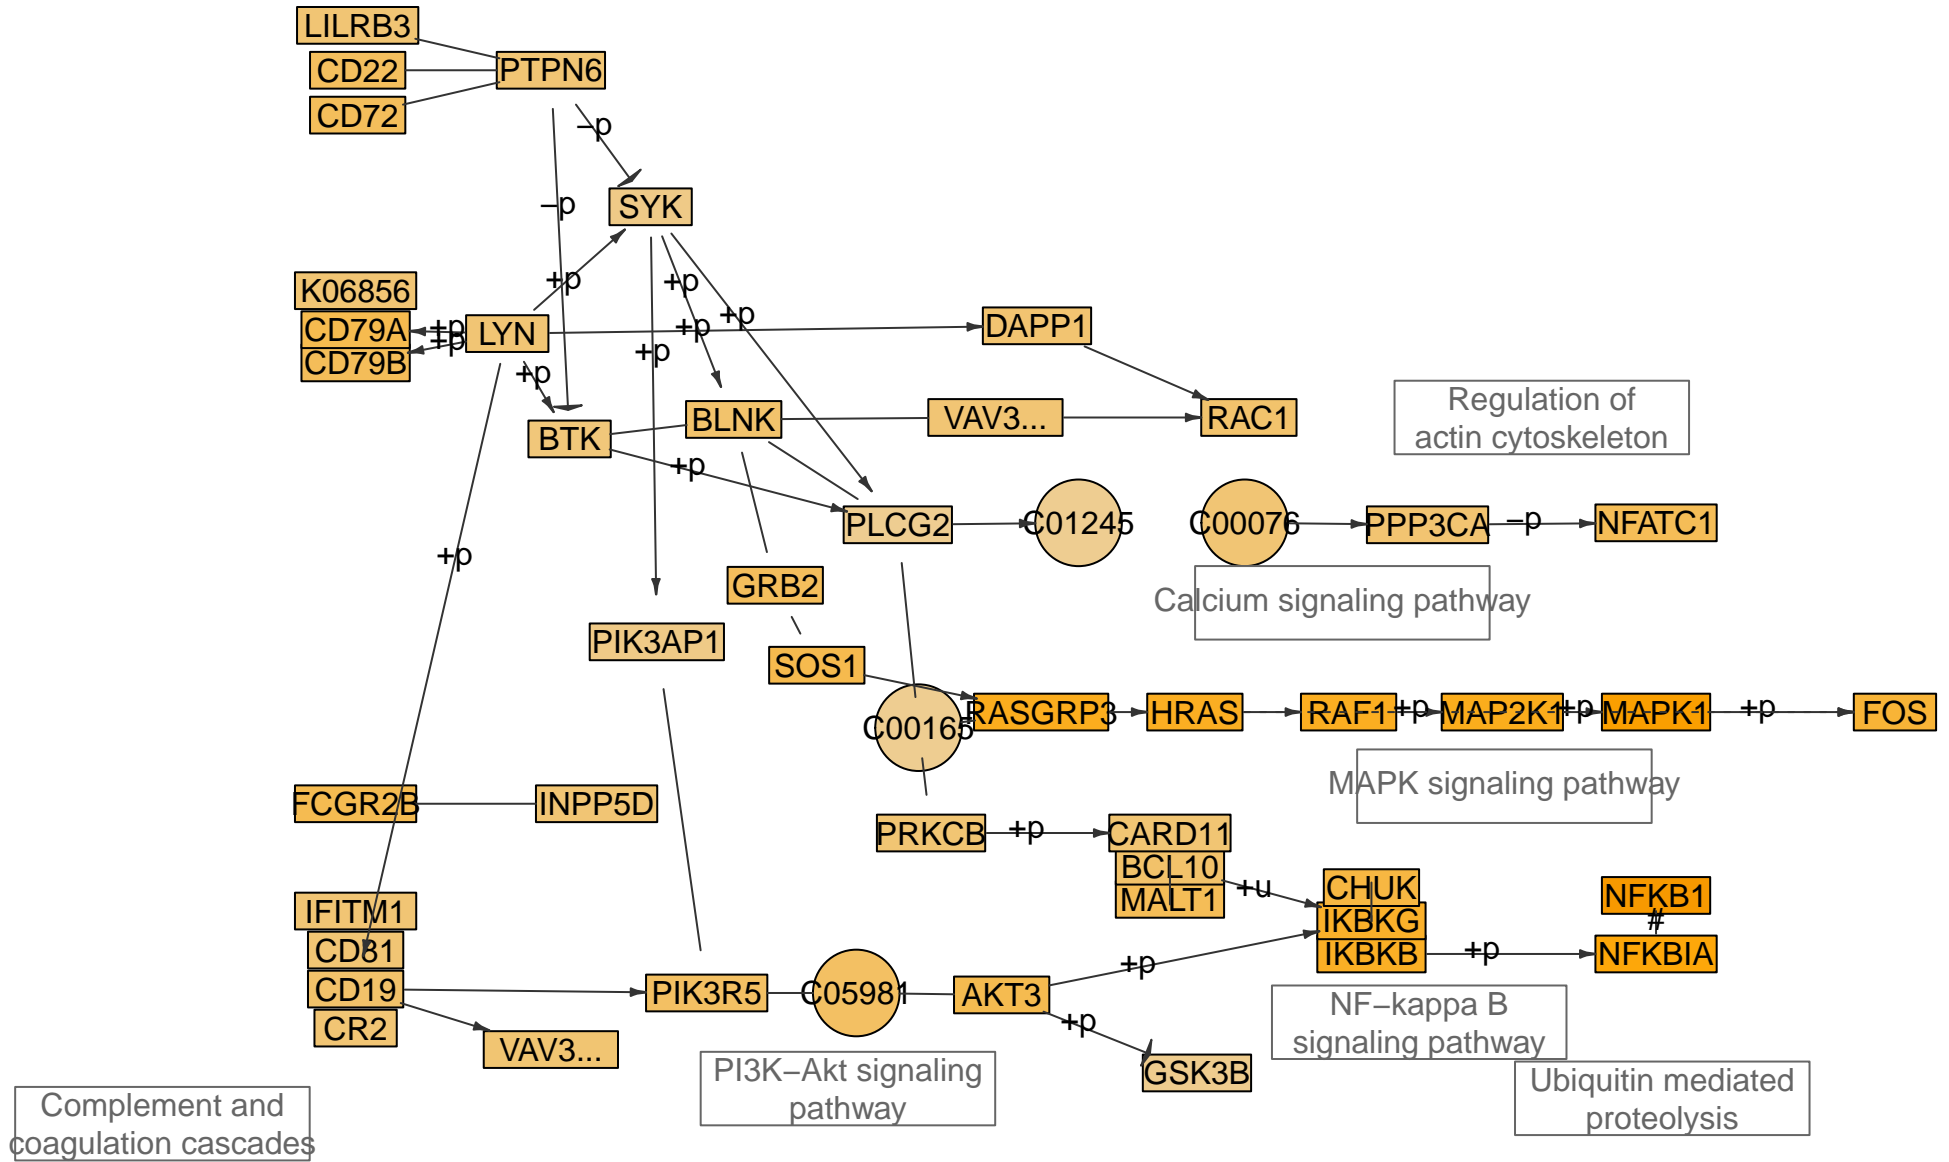 LILRB3
CD22
PTPN6
CD72
–p
–p
SYK
+p
+p
+p
K06856
CD79A
+p
LYN
+p
DAPP1
CD79B
+p
+p
+p
BTK
BLNK
VAV3...
RAC1
Regulation of
actin cytoskeleton
+p
PLCG2
C01245
C00076
PPP3CA
–p
NFATC1
+p
GRB2
Calcium signaling pathway
PIK3AP1
SOS1
C00165
RASGRP3
HRAS
RAF1
+p
MAP2K1
+p
MAPK1
+p
FOS
MAPK signaling pathway
FCGR2B
INPP5D
PRKCB
+p
CARD11
BCL10
MALT1
+u
CHUK
IKBKG
IKBKB
NFKB1
#
+p
NFKBIA
IFITM1
CD81
CD19
CR2
VAV3...
PIK3R5
C05981
AKT3
+p
+p
GSK3B
NF–kappa B
signaling pathway
PI3K–Akt signaling
pathway
Ubiquitin mediated
proteolysis
Complement and
coagulation cascades